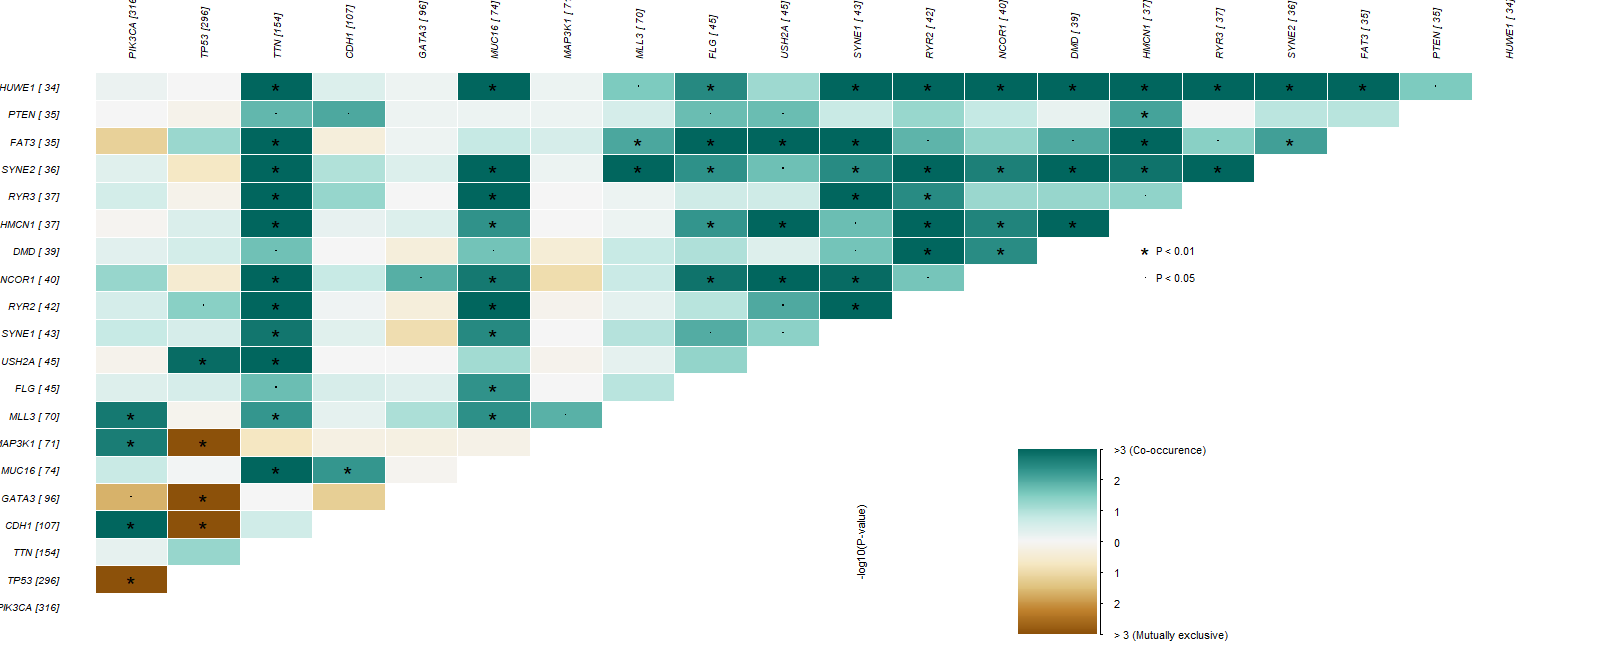 PIK3CA [316
TP53 [296]
TTN [154]
CDH1 [107]
GATA3 [ 96]
MUC16 [ 74]
MAP3K1 [ 71
MLL3 [ 70]
FLG [ 45]
USH2A [ 45]
SYNE1 [ 43]
RYR2 [ 42]
NCOR1 [ 40]
DMD [ 39]
HMCN1 [ 37]
RYR3 [ 37]
SYNE2 [ 36]
FAT3 [ 35]
PTEN [ 35]
HUWE1 [ 34]
HUWE1 [ 34]
PTEN [ 35]
FAT3 [ 35]
SYNE2 [ 36]
RYR3 [ 37]
HMCN1 [ 37]
DMD [ 39]
* P < 0.01
NCOR1 [ 40]
· P < 0.05
RYR2 [ 42]
SYNE1 [ 43]
USH2A [ 45]
FLG [ 45]
MLL3 [ 70]
MAP3K1 [ 71]
MUC16 [ 74]
GATA3 [ 96]
CDH1 [107]
TTN [154]
TP53 [296]
PIK3CA [316]
-log10(P-value)
>3 (Co-occurence)
2
1
0
1
2
> 3 (Mutually exclusive)